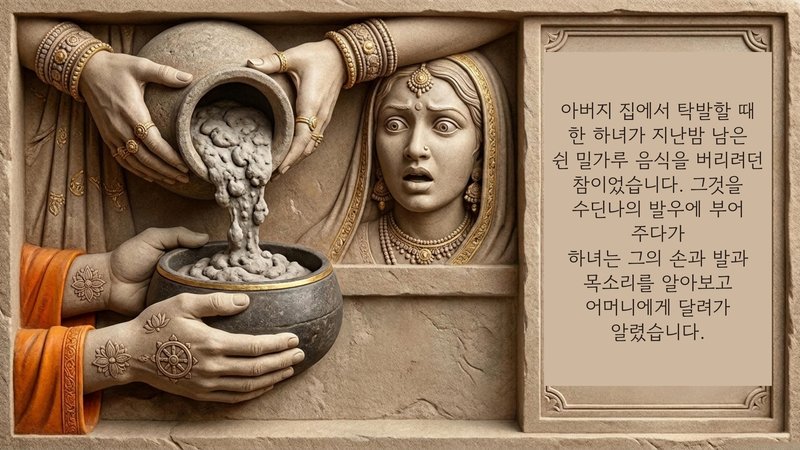 아버지 집에서 탁발할 때
한 하녀가 지난밤 남은
쉰 밀가루 음식을 버리려던
참이었습니다. 그것을
수딘나의 발우에 부어
주다가
하녀는 그의 손과 발과
목소리를 알아보고
어머니에게 달려가
알렸습니다.